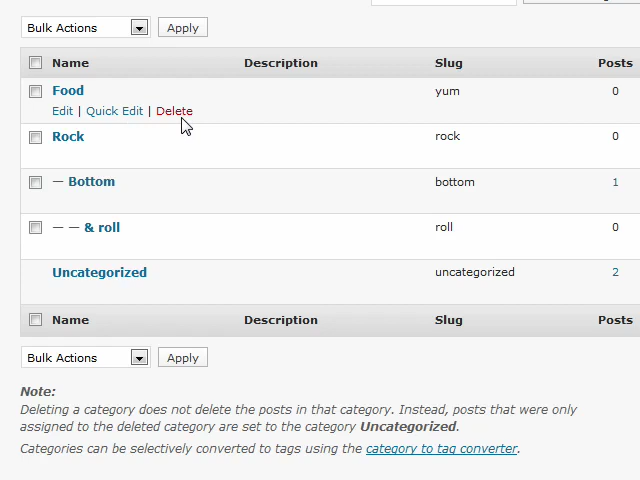 Bulk Actions Apply
Name Description Slug Posts
Food yum 0
Edit | Quick Edit | Delete
Rock rock 0
— Bottom bottom 1
— — & roll roll 0
Uncategorized uncategorized 2
Name Description Slug Posts
Bulk Actions Apply
Note:
Deleting a category does not delete the posts in that category. Instead, posts that were only
assigned to the deleted category are set to the category Uncategorized.
Categories can be selectively converted to tags using the category to tag converter.